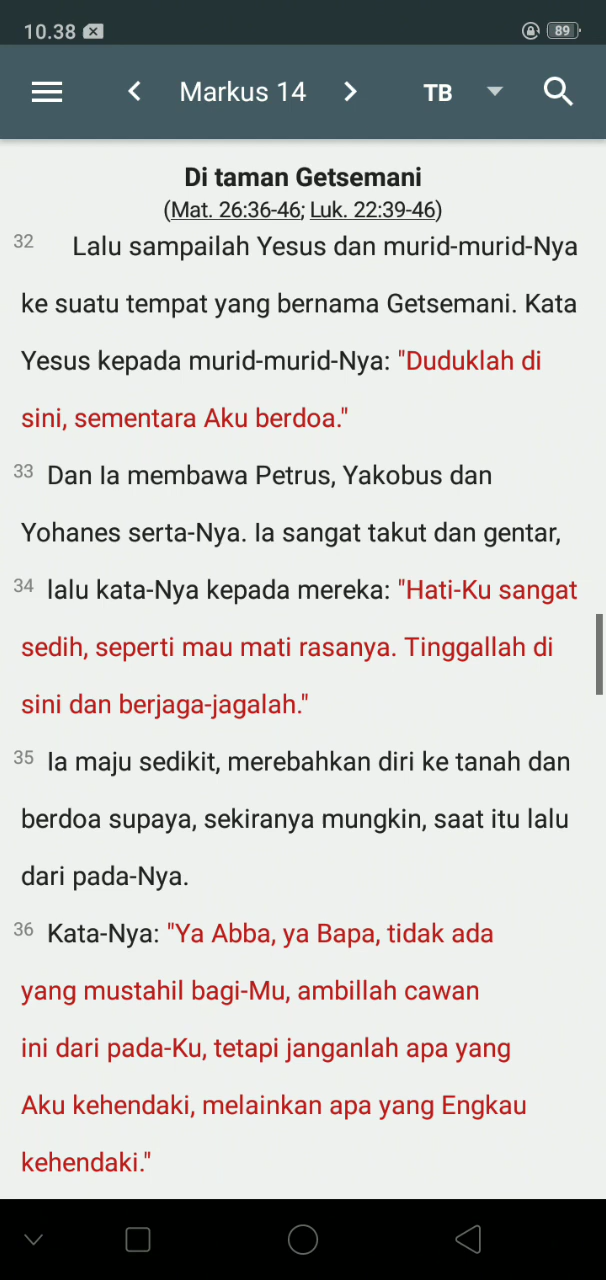 10.38
89
Markus 14
TB
Di taman Getsemani
(Mat. 26:36-46; Luk. 22:39-46)
32 Lalu sampailah Yesus dan murid-murid-Nya
ke suatu tempat yang bernama Getsemani. Kata
Yesus kepada murid-murid-Nya: "Duduklah di
sini, sementara Aku berdoa."
33 Dan Ia membawa Petrus, Yakobus dan
Yohanes serta-Nya. Ia sangat takut dan gentar,
34 lalu kata-Nya kepada mereka: "Hati-Ku sangat
sedih, seperti mau mati rasanya. Tinggallah di
sini dan berjaga-jagalah."
35 Ia maju sedikit, merebahkan diri ke tanah dan
berdoa supaya, sekiranya mungkin, saat itu lalu
dari pada-Nya.
36 Kata-Nya: "Ya Abba, ya Bapa, tidak ada
yang mustahil bagi-Mu, ambillah cawan
ini dari pada-Ku, tetapi janganlah apa yang
Aku kehendaki, melainkan apa yang Engkau
kehendaki."